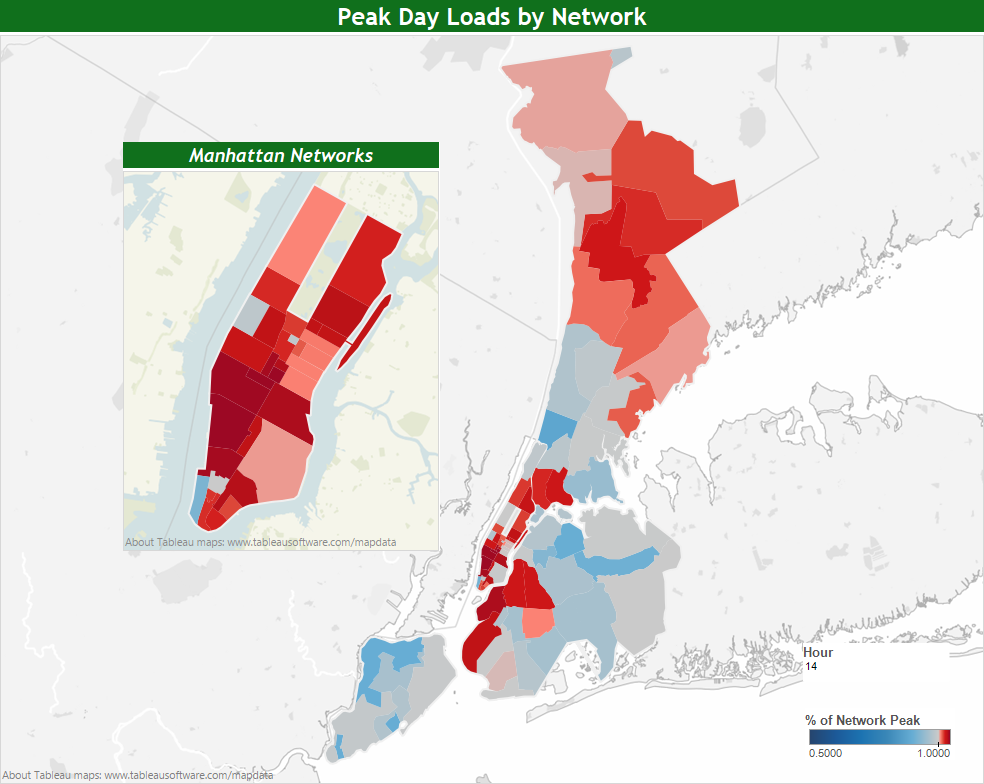 Peak Day Loads by Network
Manhattan Networks
About Tableau maps: www.tableausoftware.com/mapdata
Hour
14
% of Network Peak
0.5000 1.0000
About Tableau maps: www.tableausoftware.com/mapdata